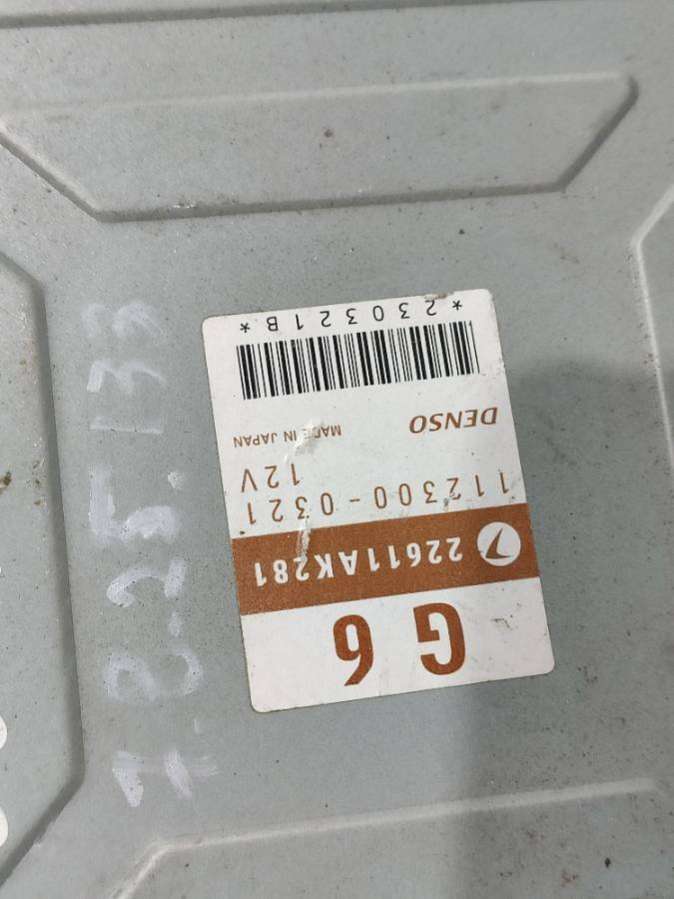 G 6
22611AK281
112300-0321
12V
DENSO MADE IN JAPAN
*230321B*